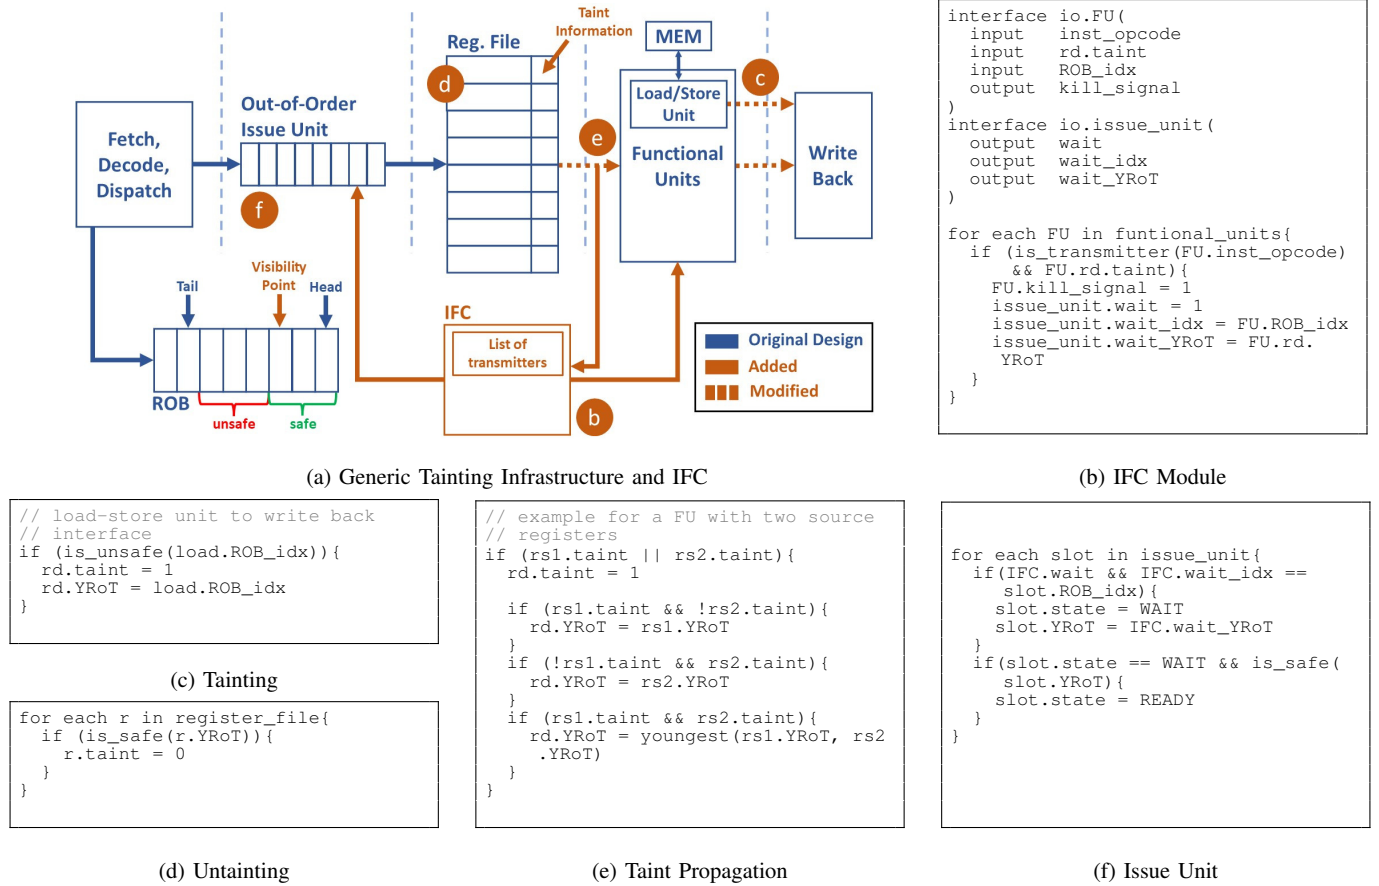 Taint
Information
Reg. File
MEM
d
c
Out-of-Order
Issue Unit
Load/Store
Unit
Fetch,
Decode,
Dispatch
e
Functional
Units
Write
Back
f
Visibility
Point
Tail
Head
IFC
List of
transmitters
Original Design
Added
Modified
ROB
unsafe
safe
b
(a) Generic Tainting Infrastructure and IFC
interface io.FU(
input inst_opcode
input rd.taint
input ROB_idx
output kill_signal
)
interface io.issue_unit(
output wait
output wait_idx
output wait_YRoT
)
for each FU in funtional_units{
if (is_transmitter(FU.inst_opcode)
&& FU.rd.taint){
FU.kill_signal = 1
issue_unit.wait = 1
issue_unit.wait_idx = FU.ROB_idx
issue_unit.wait_YRoT = FU.rd.
YRoT
}
}
(b) IFC Module
// load-store unit to write back
// interface
if (is_unsafe(load.ROB_idx)){
rd.taint = 1
rd.YRoT = load.ROB_idx
}
(c) Tainting
for each r in register_file{
if (is_safe(r.YRoT)){
r.taint = 0
}
}
(d) Untainting
// example for a FU with two source
// registers
if (rs1.taint || rs2.taint){
rd.taint = 1
if (rs1.taint && !rs2.taint){
rd.YRoT = rs1.YRoT
}
if (!rs1.taint && rs2.taint){
rd.YRoT = rs2.YRoT
}
if (rs1.taint && rs2.taint){
rd.YRoT = youngest(rs1.YRoT, rs2
.YRoT)
}
}
(e) Taint Propagation
for each slot in issue_unit{
if(IFC.wait && IFC.wait_idx ==
slot.ROB_idx){
slot.state = WAIT
slot.YRoT = IFC.wait_YRoT
}
if(slot.state == WAIT && is_safe(
slot.YRoT){
slot.state = READY
}
}
(f) Issue Unit